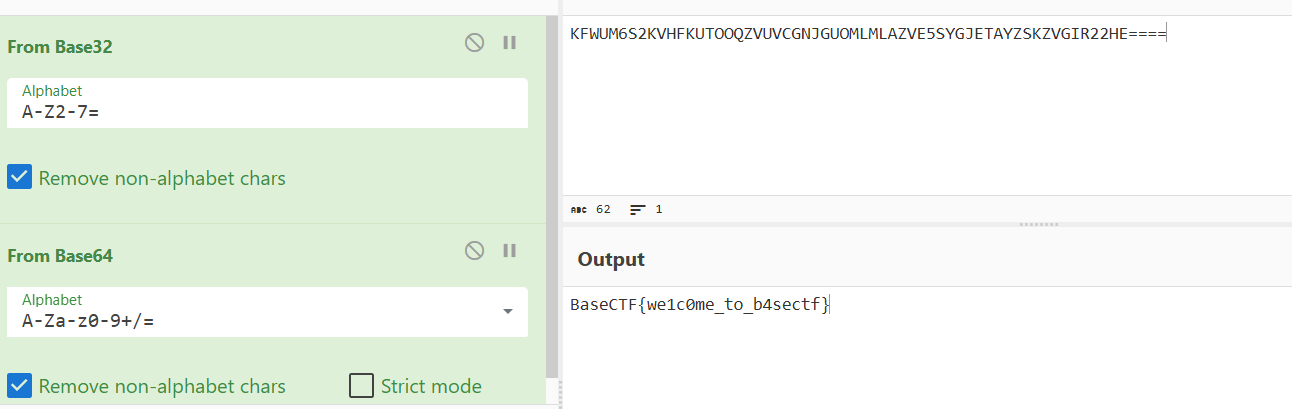 From Base32
Alphabet
A-Z2-7=
Remove non-alphabet chars
From Base64
Alphabet
A-Za-z0-9+/=
Remove non-alphabet chars
Strict mode
KFWUM6S2KVHFKUTOOQZVUVCGNJGUOMLMLAZVE5SYGJETAYZSKZVGIR22HE====
ABC 62 1
Output
BaseCTF{we1c0me_to_b4sectf}